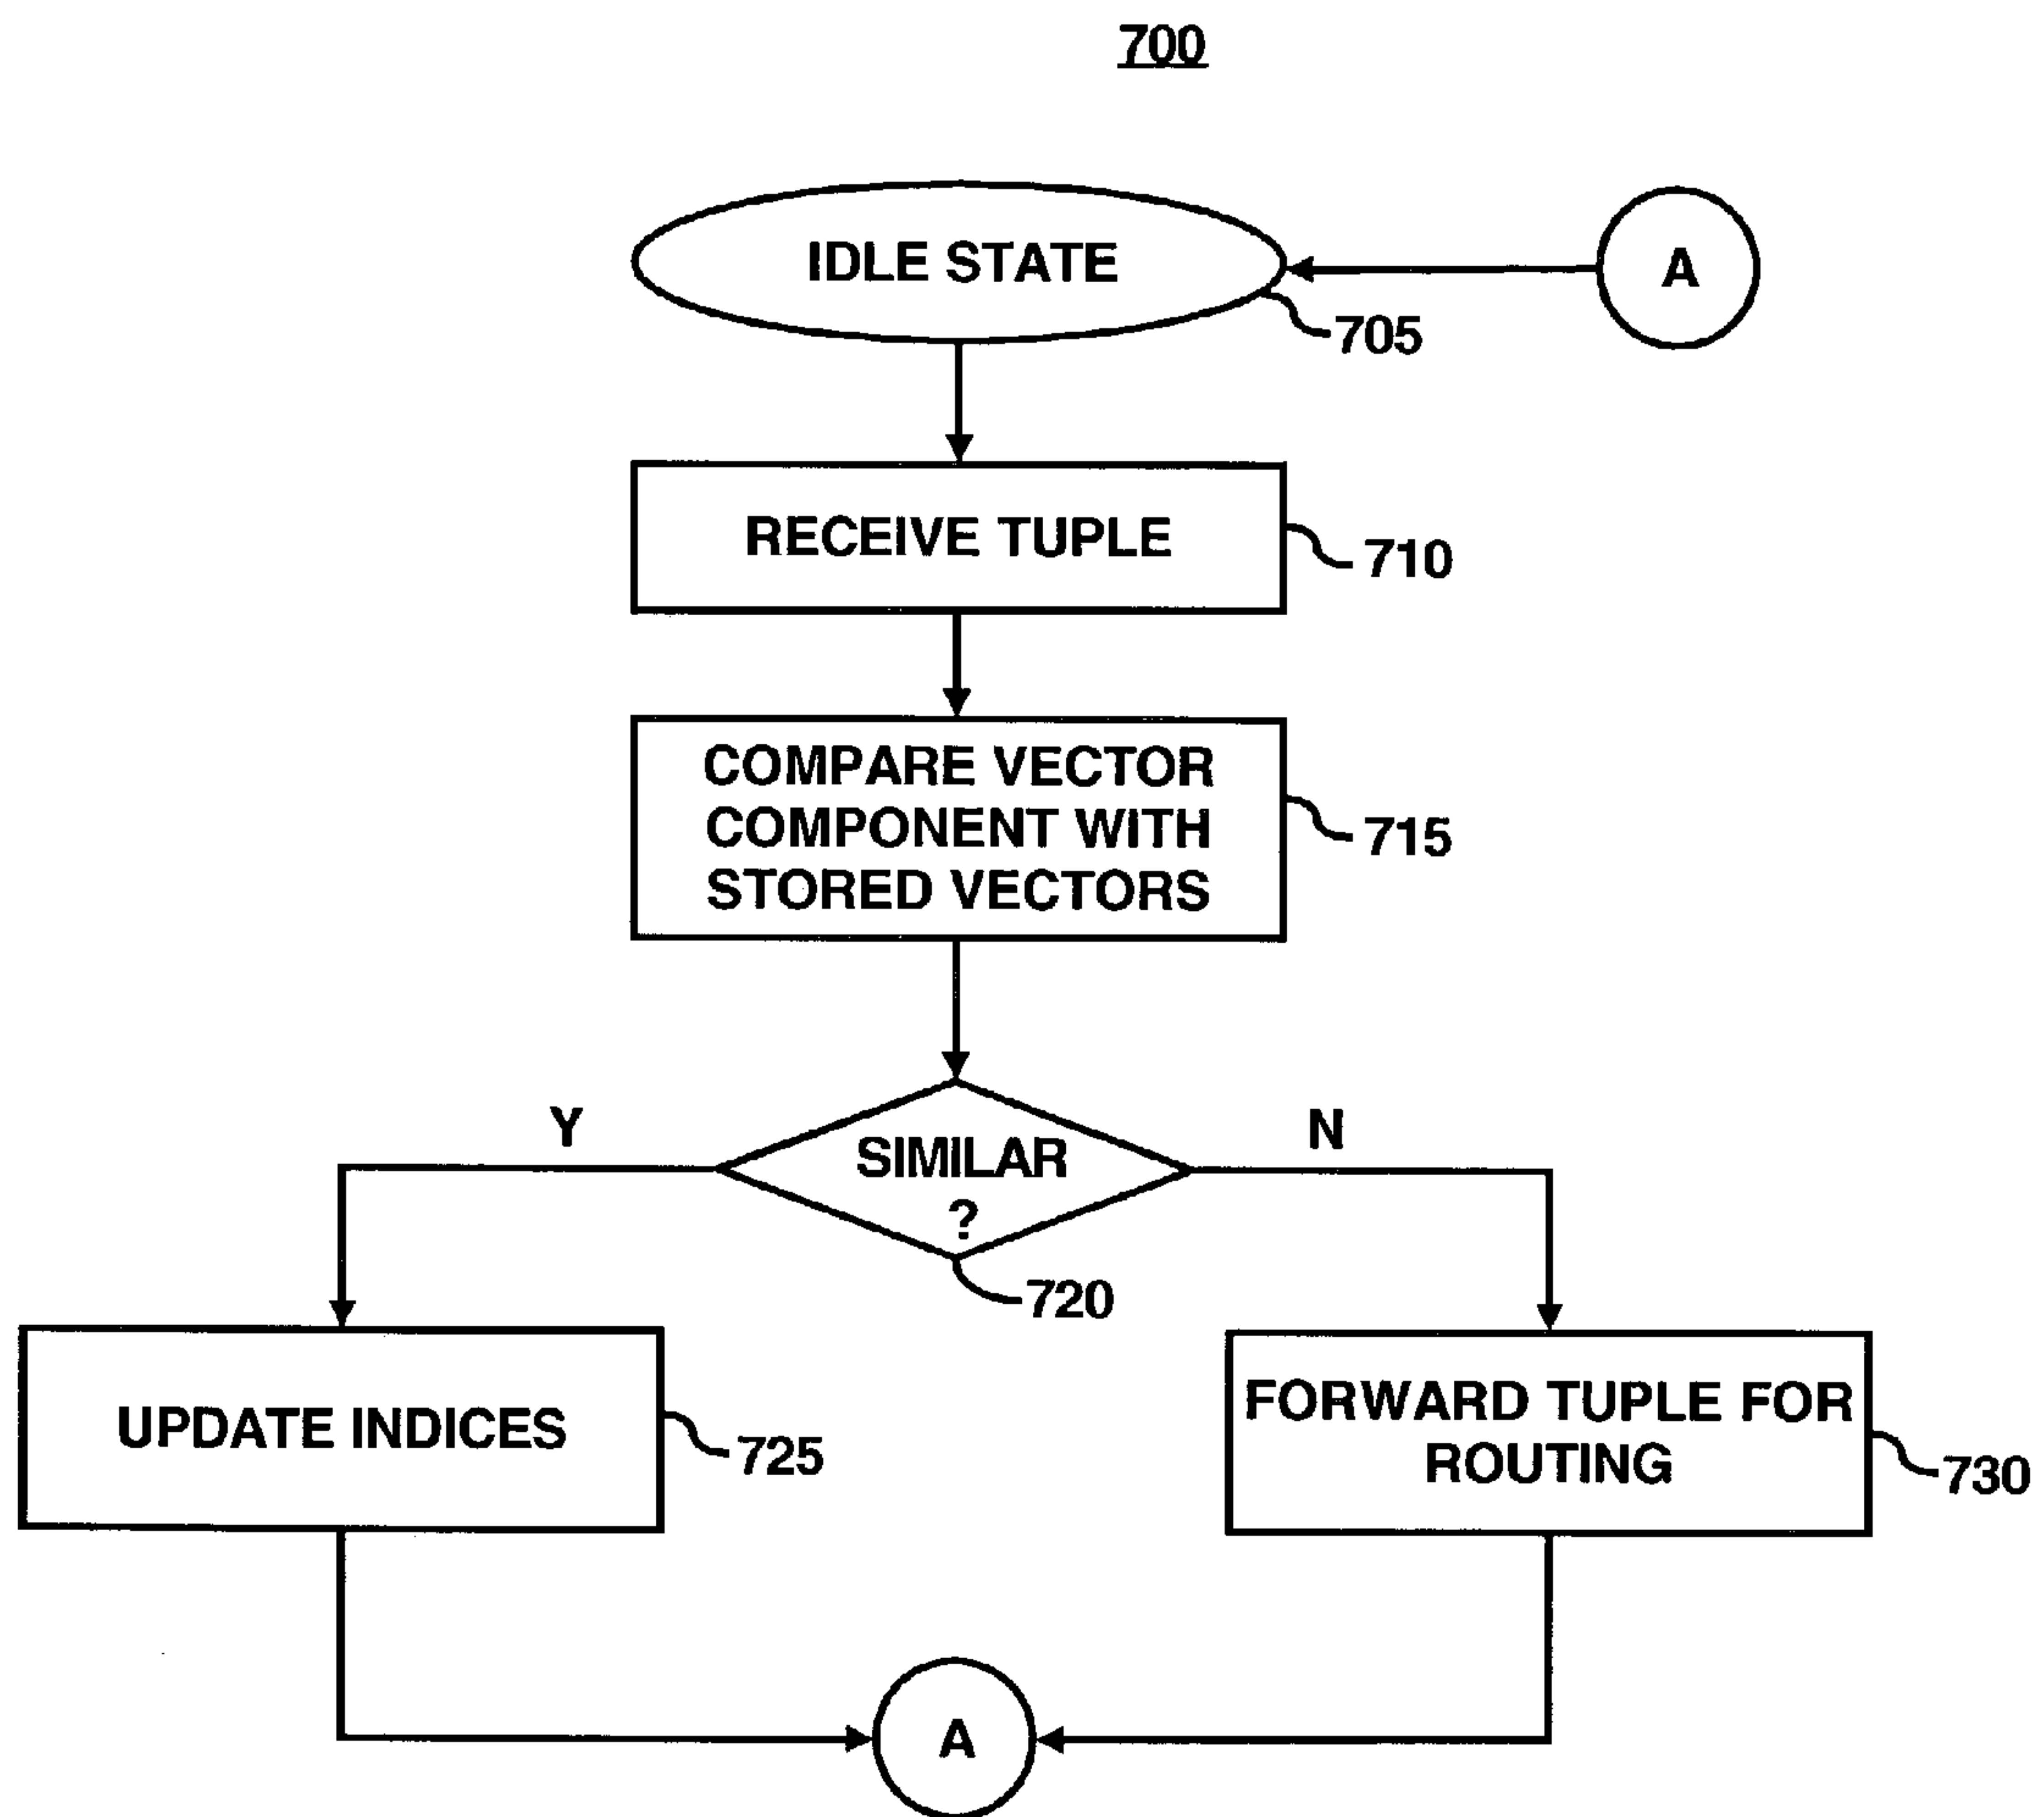 700
IDLE STATE
A
705
RECEIVE TUPLE
710
COMPARE VECTOR
COMPONENT WITH
STORED VECTORS
715
Y
SIMILAR
?
N
720
UPDATE INDICES
725
FORWARD TUPLE FOR
ROUTING
730
A